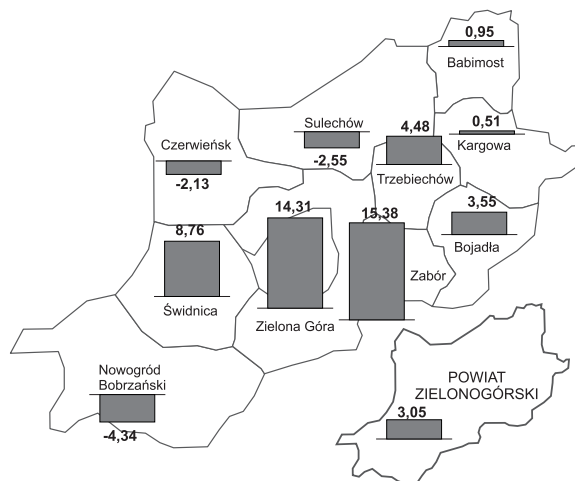 0,95
Babimost
Sulechów
-2,55
4,48
Trzebiechów
0,51
Kargowa
Czerwieńsk
-2,13
14,31
15,38
3,55
Bojadła
8,76
Świdnica
Zielona Góra
Zabór
Nowogród
Bobrzański
-4,34
POWIAT
ZIELONOGÓRSKI
3,05